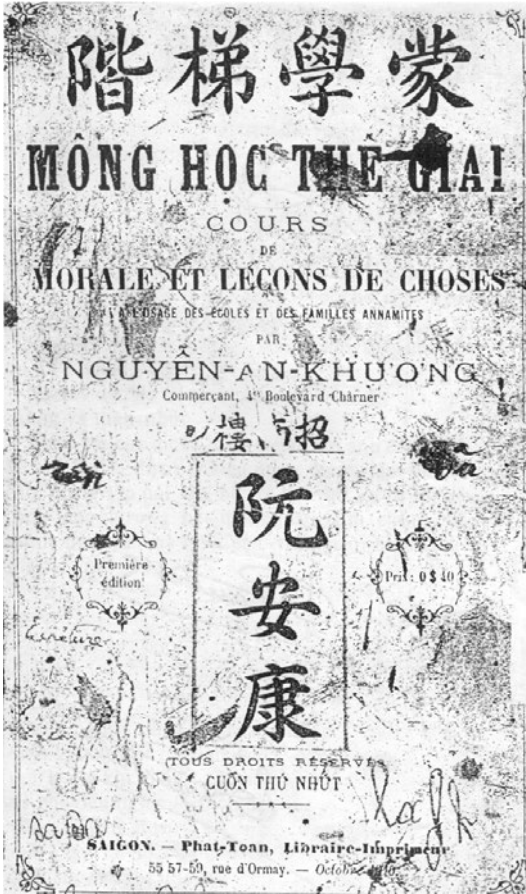 蒙學梯階
MÔNG HỌC THÊ GIAI
COURS
DE
MORALE ET LEÇONS DE CHOSES
A L'USAGE DES ÉCOLES ET DES FAMILLES ANNAMITES
PAR
NGUYỄN-AN-KHUONG
Commerçant, Boulevard Charner
招 樓
阮安康
Première
édition
Prix : 0 $ 40
TOUS DROITS RÉSERVÉS
CUỐN THỨ NHỨT
SAIGON. — Phat-Toan, Libraire-Imprimeur
55 57-59, rue d'Ormay. — Octobre